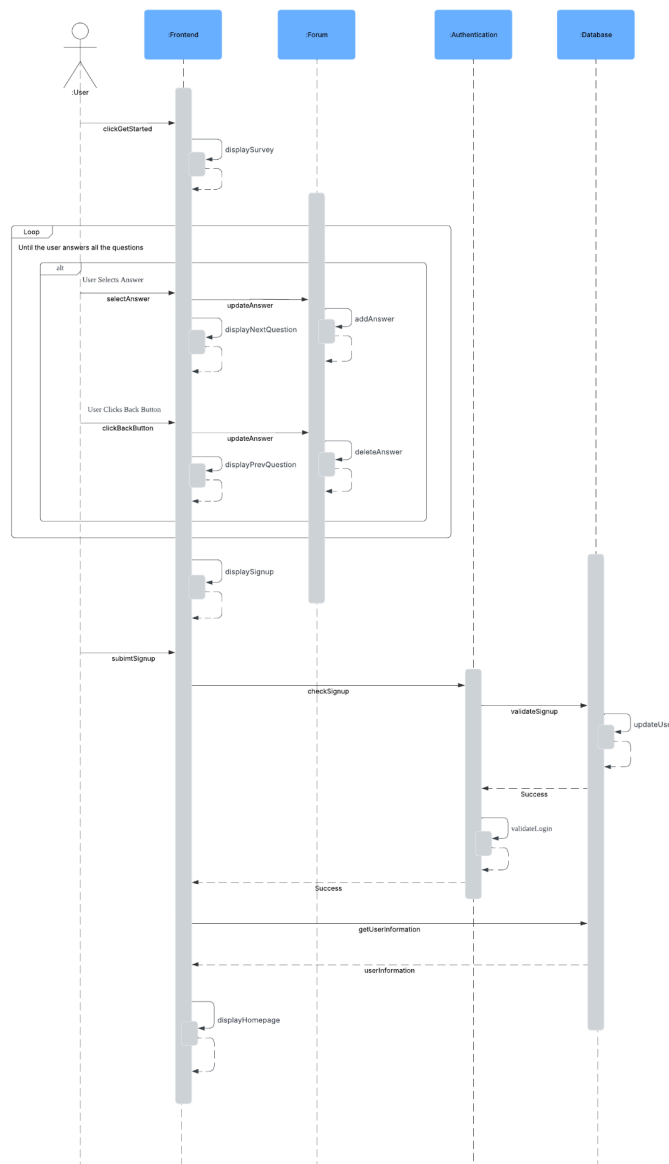 :Frontend
:Forum
:Authentication
:Database
:User
clickGetStarted
displaySurvey
Loop
Until the user answers all the questions
alt
User Selects Answer
selectAnswer
updateAnswer
addAnswer
displayNextQuestion
User Clicks Back Button
clickBackButton
updateAnswer
deleteAnswer
displayPrevQuestion
displaySignup
subimtSignup
checkSignup
validateSignup
updateUse
Success
validateLogin
Success
getUserInformation
userInformation
displayHomepage